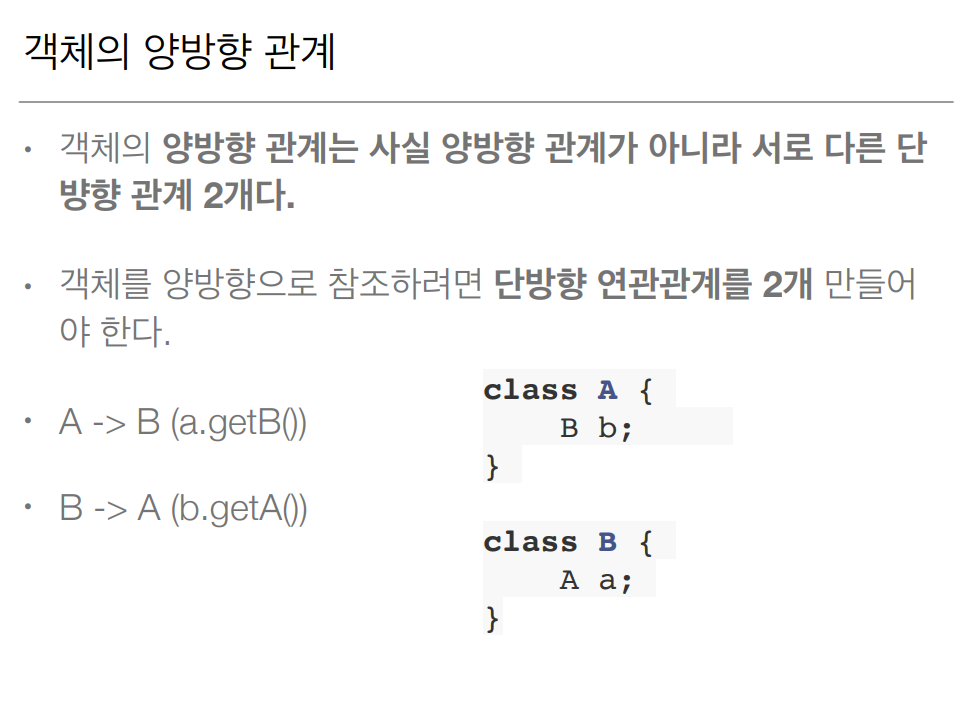 객체의 양방향 관계
• 객체의 양방향 관계는 사실 양방향 관계가 아니라 서로 다른 단
뱡향 관계 2개다.
• 객체를 양방향으로 참조하려면 단방향 연관관계를 2개 만들어
야 한다.
• A -> B (a.getB())
• B -> A (b.getA())
class A {
B b;
}
class B {
A a;
}